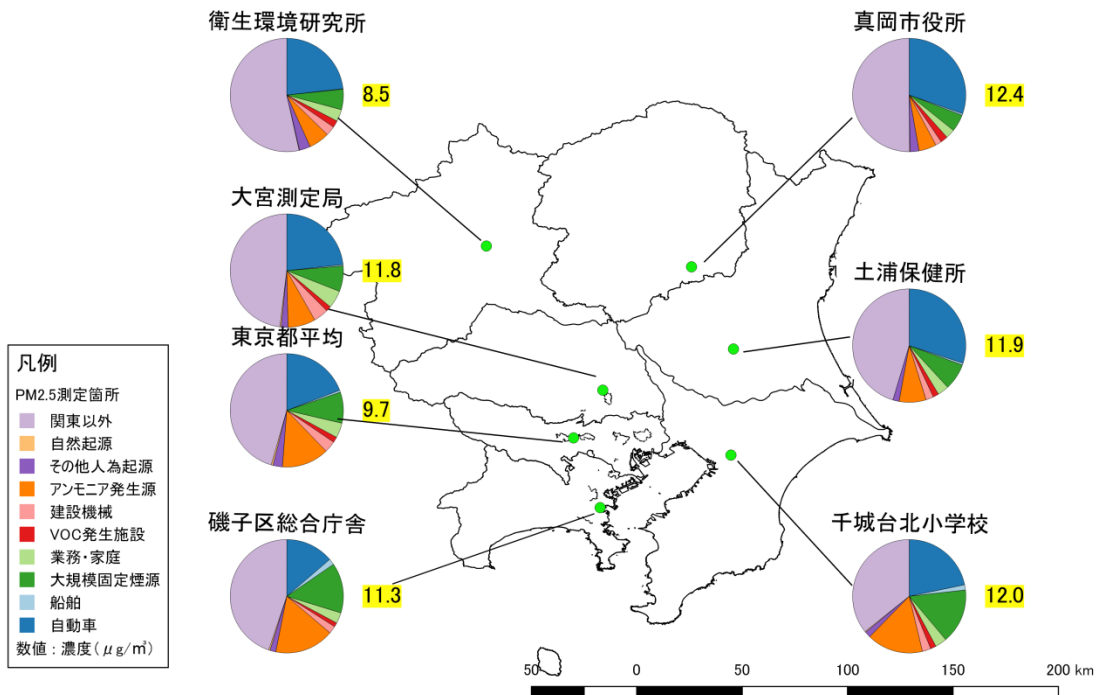 衛生環境研究所
8.5
真岡市役所
12.4
大宮測定局
11.8
土浦保健所
11.9
東京都平均
9.7
磯子区総合庁舎
11.3
千城台北小学校
12.0
凡例
PM2.5測定箇所
関東以外
自然起源
その他人為起源
アンモニア発生源
建設機械
VOC発生施設
業務・家庭
大規模固定煙源
船舶
自動車
数値:濃度(μg/㎥)
50 0 50 100 150 200 km